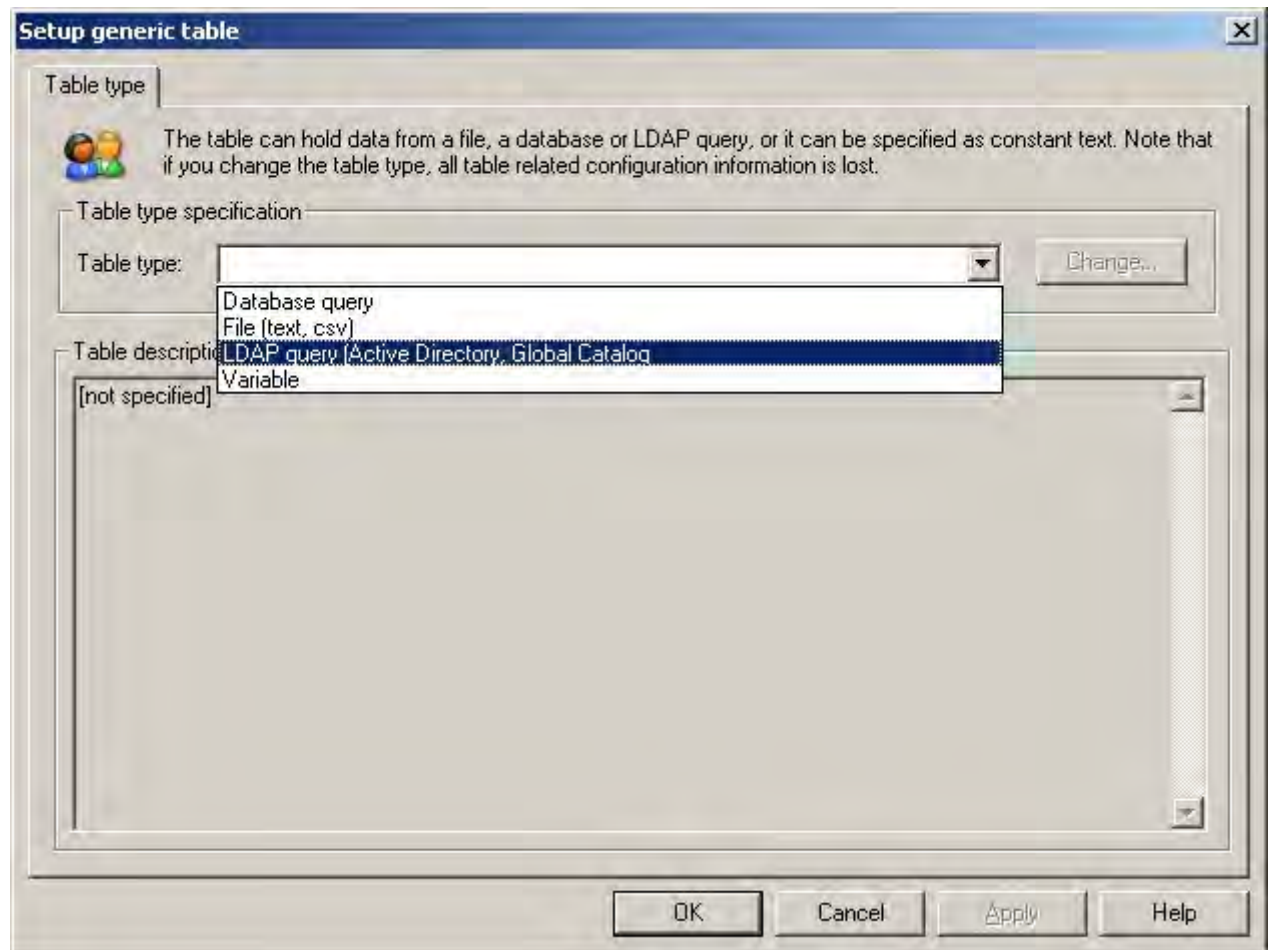 Setup generic table
Table type
The table can hold data from a file, a database or LDAP query, or it can be specified as constant text. Note that
if you change the table type, all table related configuration information is lost.
Table type specification
Table type:
Change...
Database query
File (text, csv)
LDAP query (Active Directory, Global Catalog
Variable
Table descripti
[not specified]
OK
Cancel
Apply
Help